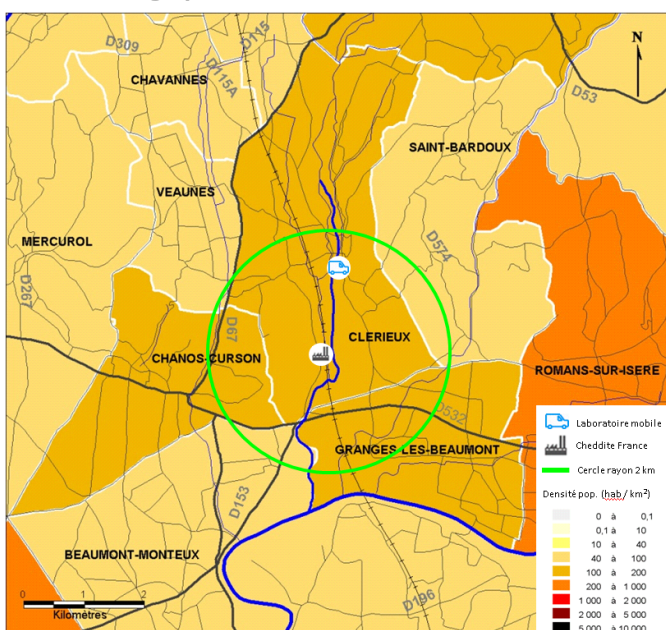 D309
D115
D115A
CHAVANNES
N
D53
SAINT-BARDOUX
VEAUNES
MERCUROL
D574
D267
D67
CLERIEUX
CHANOS-CURSON
ROMANS-SUR-ISERE
D532
GRANGES-LES-BEAUMONT
D153
BEAUMONT-MONTEUX
D196
0 1 2
Kilomètres
Laboratoire mobile
Cheddite France
Cercle rayon 2 km
Densité pop. (hab./ km²)
0 à 0,1
0,1 à 10
10 à 40
40 à 100
100 à 200
200 à 1 000
1 000 à 2 000
2 000 à 5 000
5 000 à 10 000